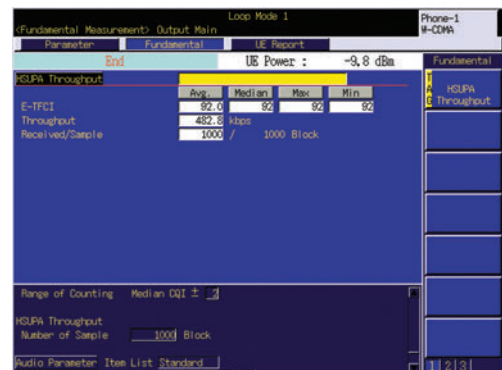 Loop Mode 1
<Fundamental Measurement> Output Main
Phone-1
W-CDMA
Parameter Fundamental UE Report
End UE Power : -9.8 dBm
Fundamental
HSUPA Throughput
TAG
HSUPA Throughput
Avg. Median Max Min
E-TFCI 92.0 92 92 92
Throughput 482.8 kbps
Received/Sample 1000 / 1000 Block
Range of Counting Median CQI ± 2
HSUPA Throughput
Number of Sample 1000 Block
Audio Parameter Item List Standard
1 2 3